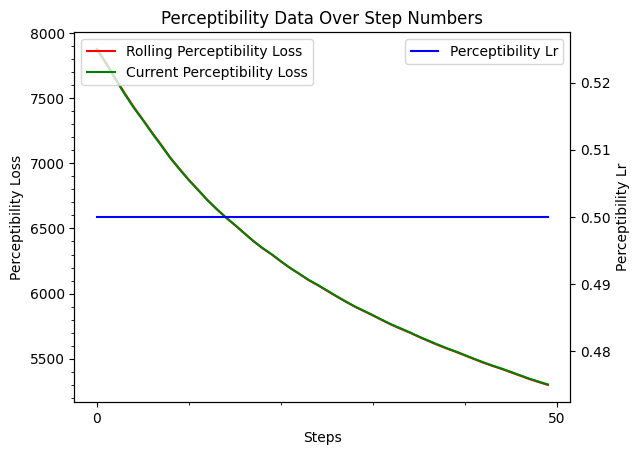 Perceptibility Data Over Step Numbers
Rolling Perceptibility Loss
Current Perceptibility Loss
Perceptibility Lr
8000
7500
7000
6500
6000
5500
Perceptibility Loss
0.52
0.51
0.50
0.49
0.48
Perceptibility Lr
0
50
Steps